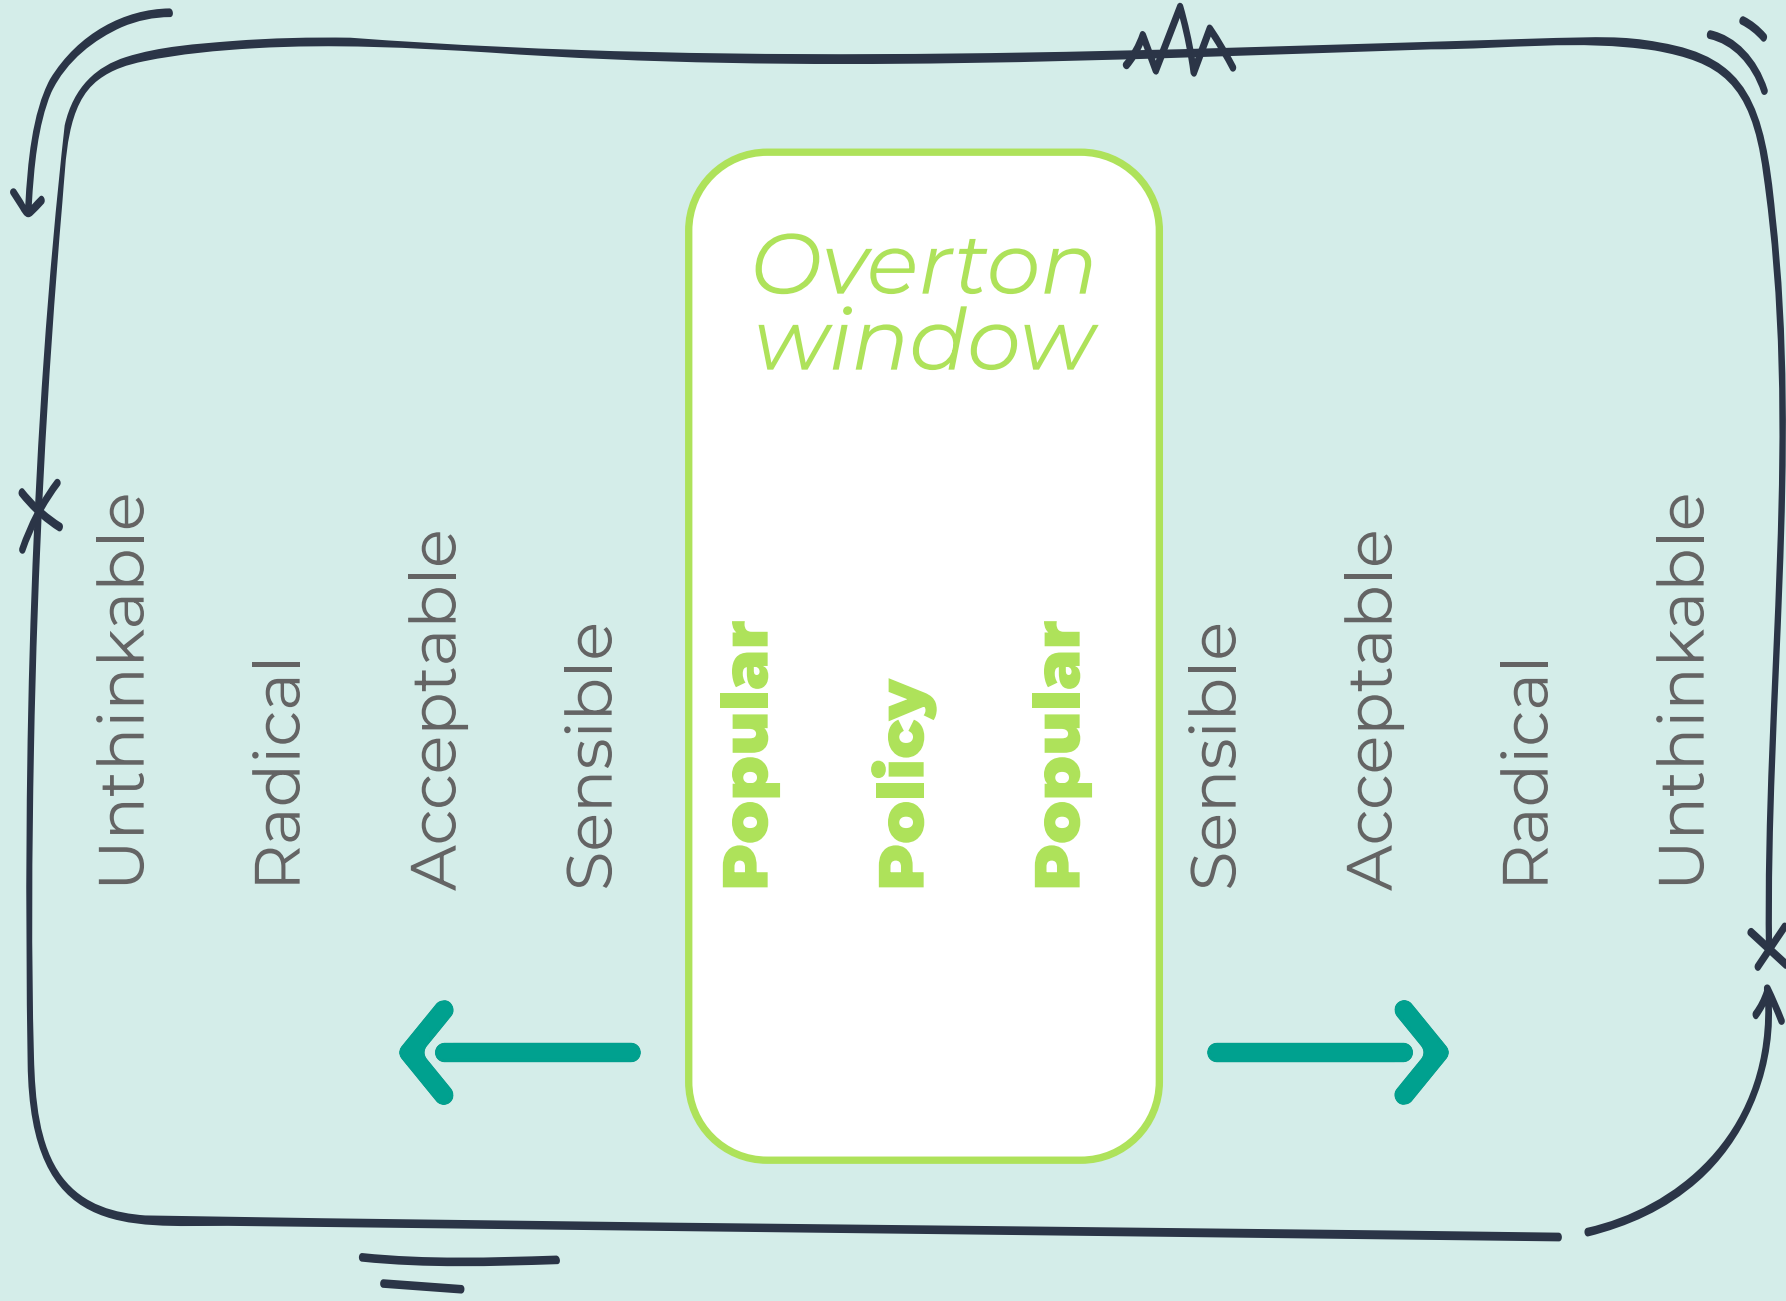 Overton
window
Unthinkable
Radical
Acceptable
Sensible
Popular
Policy
Popular
Sensible
Acceptable
Radical
Unthinkable